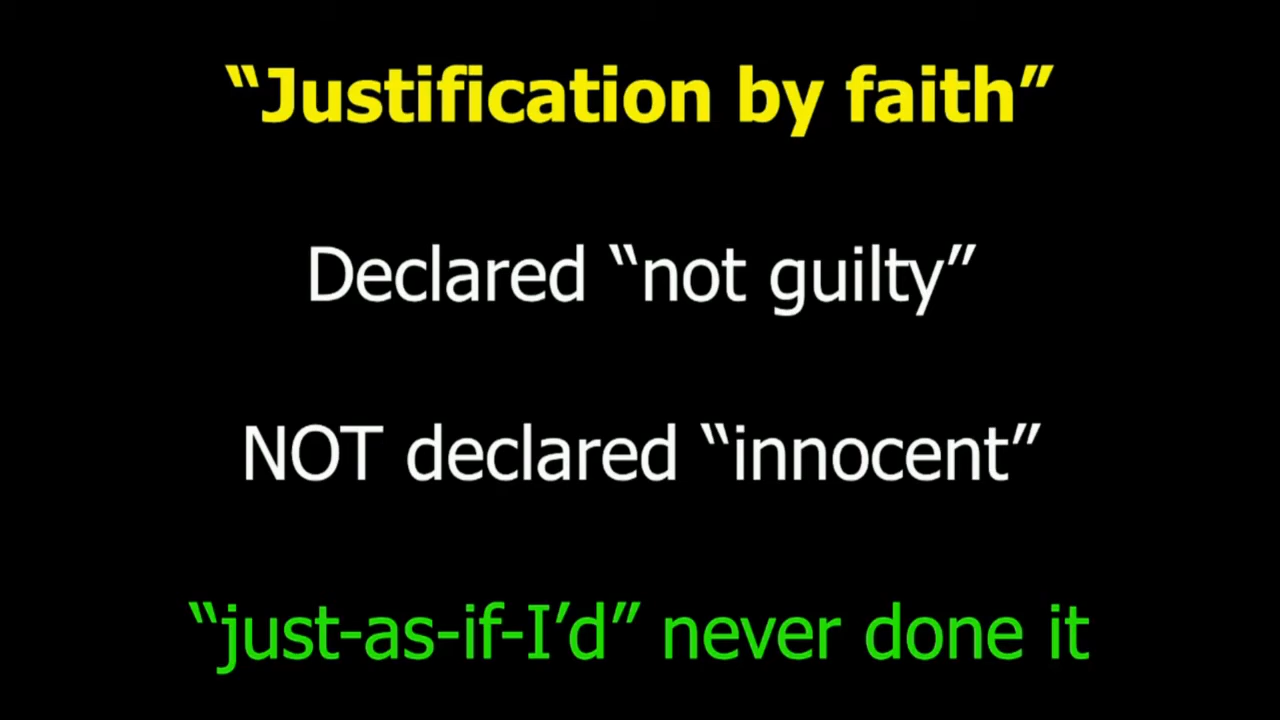 “Justification by faith”
Declared “not guilty”
NOT declared “innocent”
“just-as-if-I’d” never done it